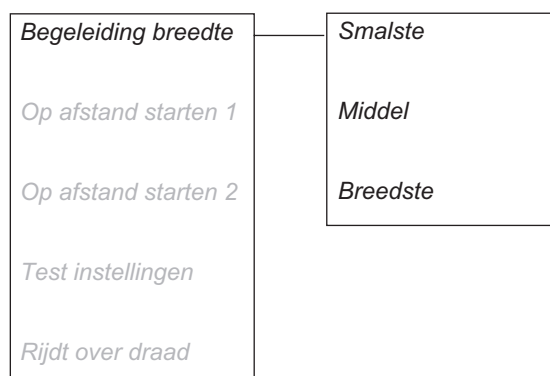 Begeleiding breedte
Op afstand starten 1
Op afstand starten 2
Test instellingen
Rijdt over draad
Smalste
Middel
Breedste